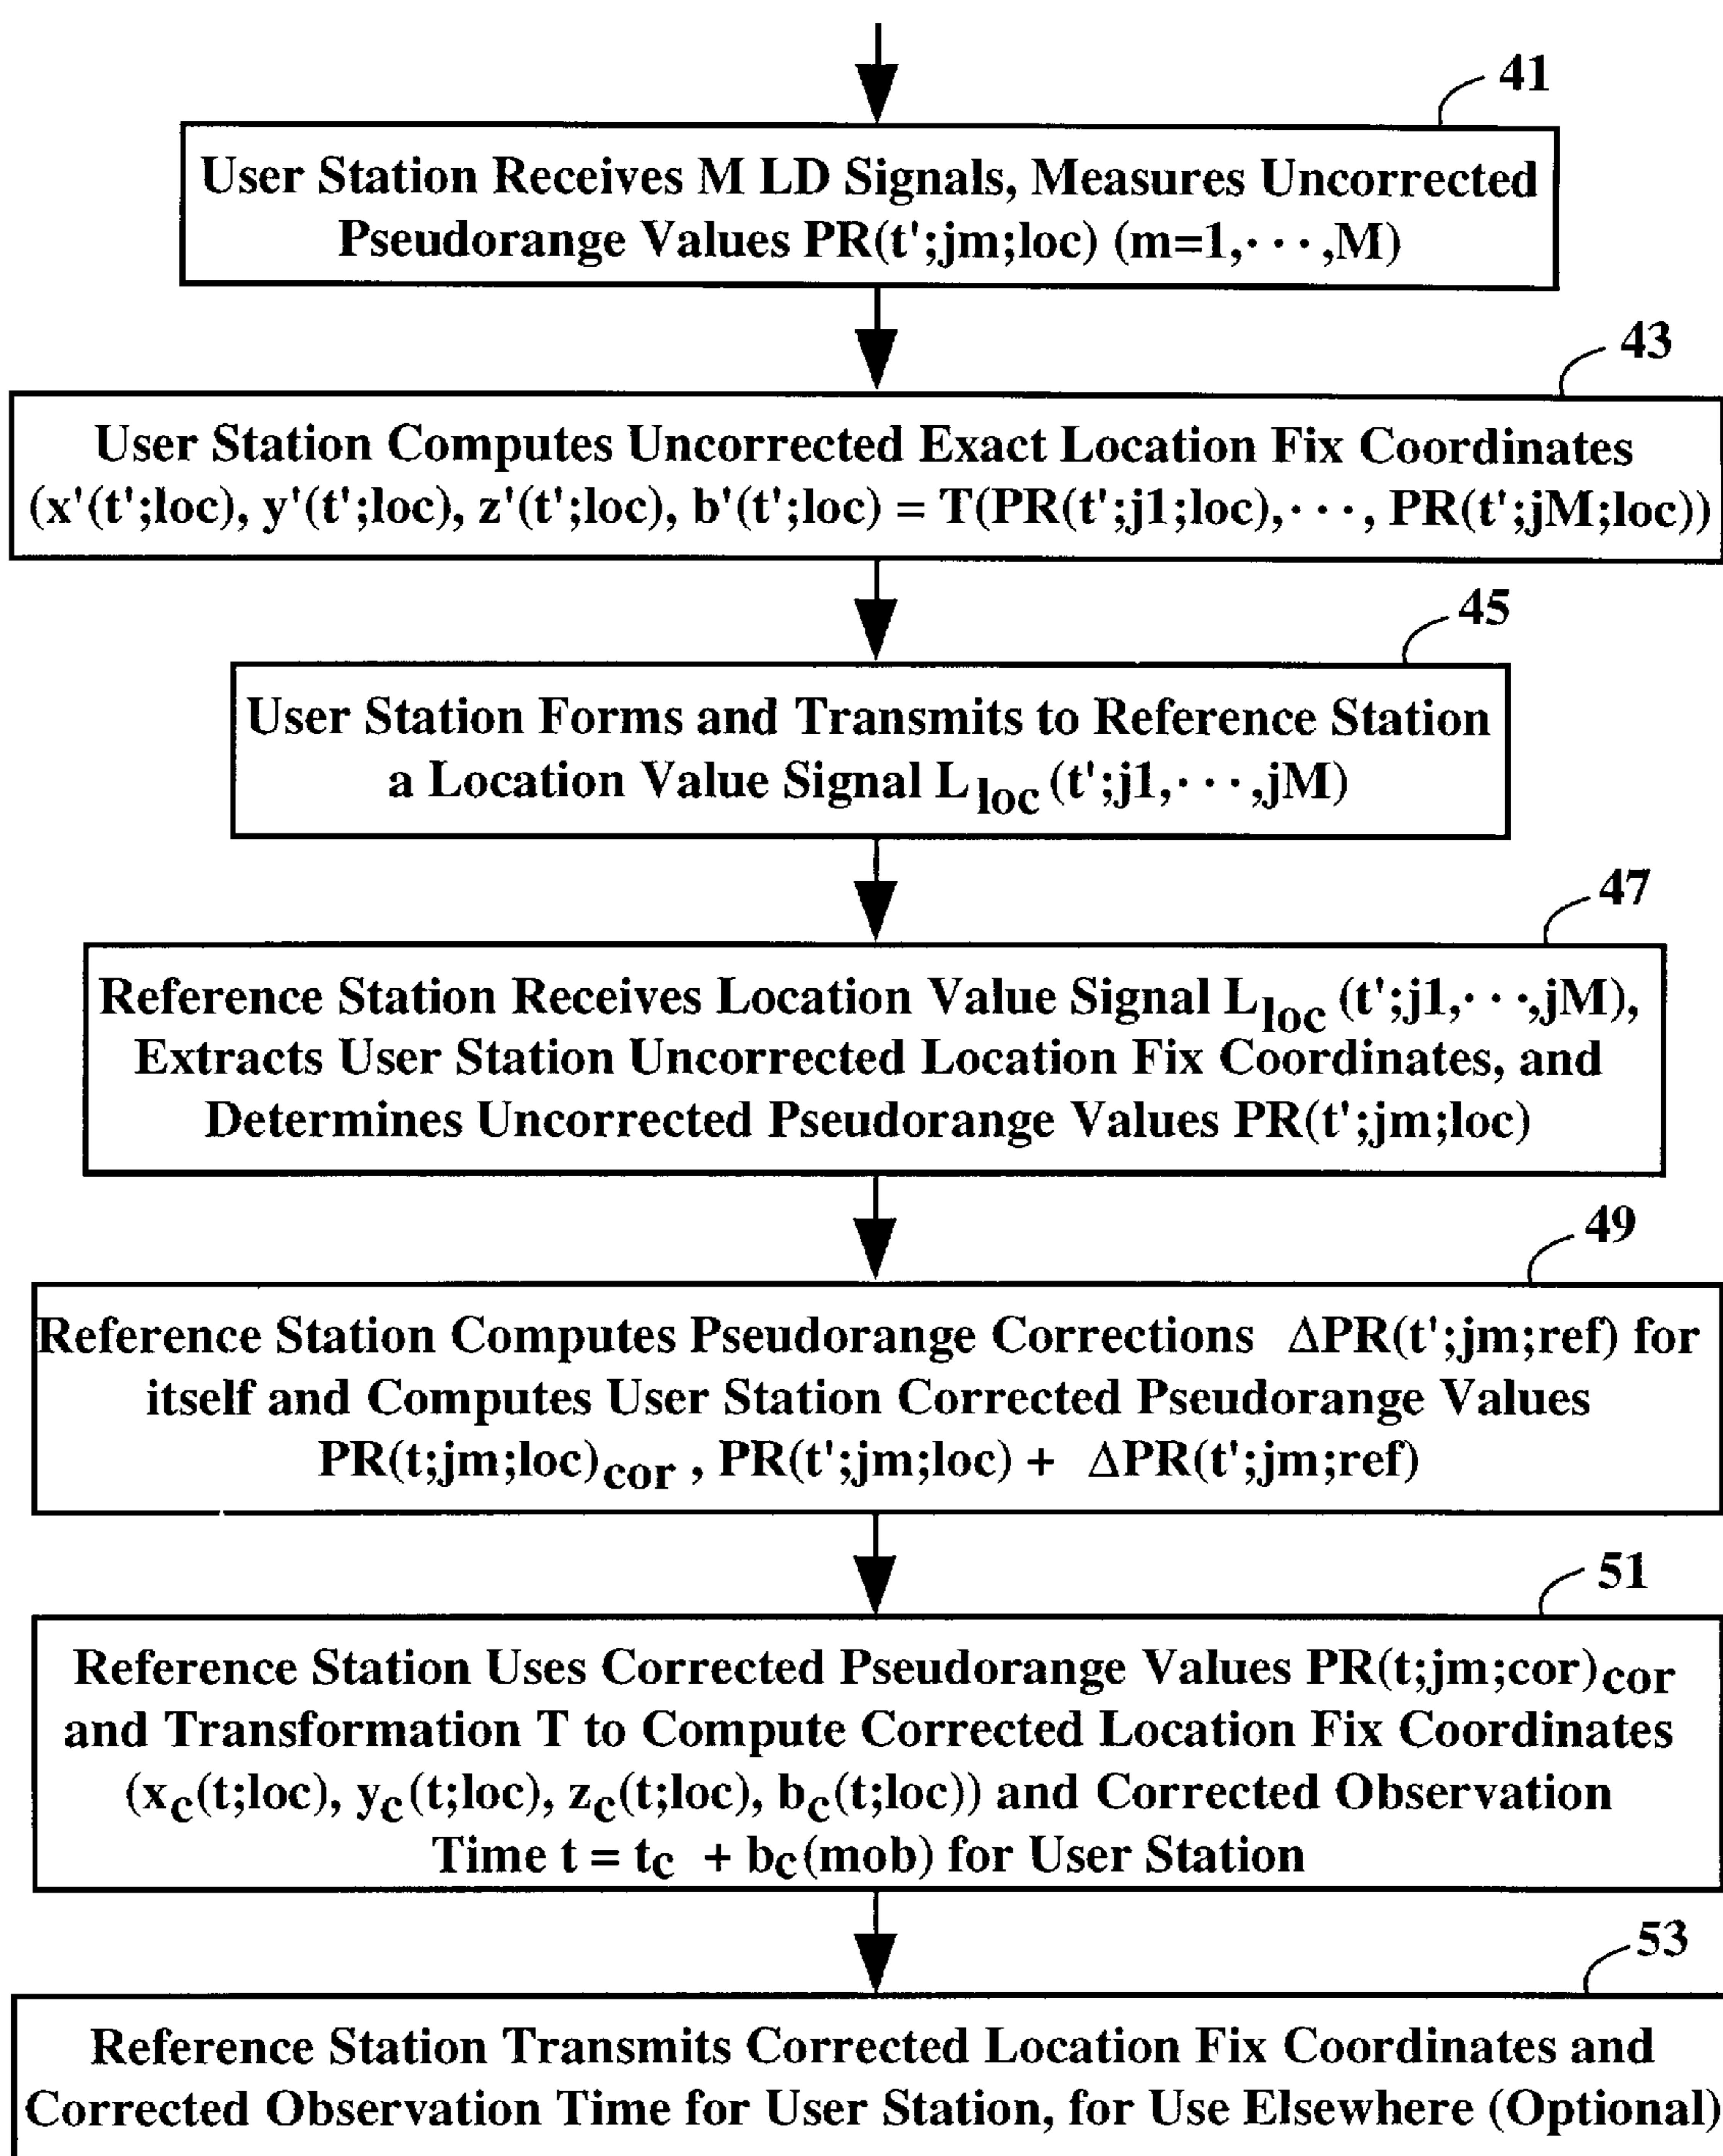 41
User Station Receives M LD Signals, Measures Uncorrected
Pseudorange Values PR(t';jm;loc) (m=1,· · ·,M)
43
User Station Computes Uncorrected Exact Location Fix Coordinates
(x'(t';loc), y'(t';loc), z'(t';loc), b'(t';loc) = T(PR(t';j1;loc),· · ·, PR(t';jM;loc))
45
User Station Forms and Transmits to Reference Station
a Location Value Signal L loc (t';j1,· · ·,jM)
47
Reference Station Receives Location Value Signal L loc (t';j1,· · ·,jM),
Extracts User Station Uncorrected Location Fix Coordinates, and
Determines Uncorrected Pseudorange Values PR(t';jm;loc)
49
Reference Station Computes Pseudorange Corrections ΔPR(t';jm;ref) for
itself and Computes User Station Corrected Pseudorange Values
PR(t;jm;loc)cor , PR(t';jm;loc) + ΔPR(t';jm;ref)
51
Reference Station Uses Corrected Pseudorange Values PR(t;jm;cor)cor
and Transformation T to Compute Corrected Location Fix Coordinates
(xc(t;loc), yc(t;loc), zc(t;loc), bc(t;loc)) and Corrected Observation
Time t = tc + bc(mob) for User Station
53
Reference Station Transmits Corrected Location Fix Coordinates and
Corrected Observation Time for User Station, for Use Elsewhere (Optional)